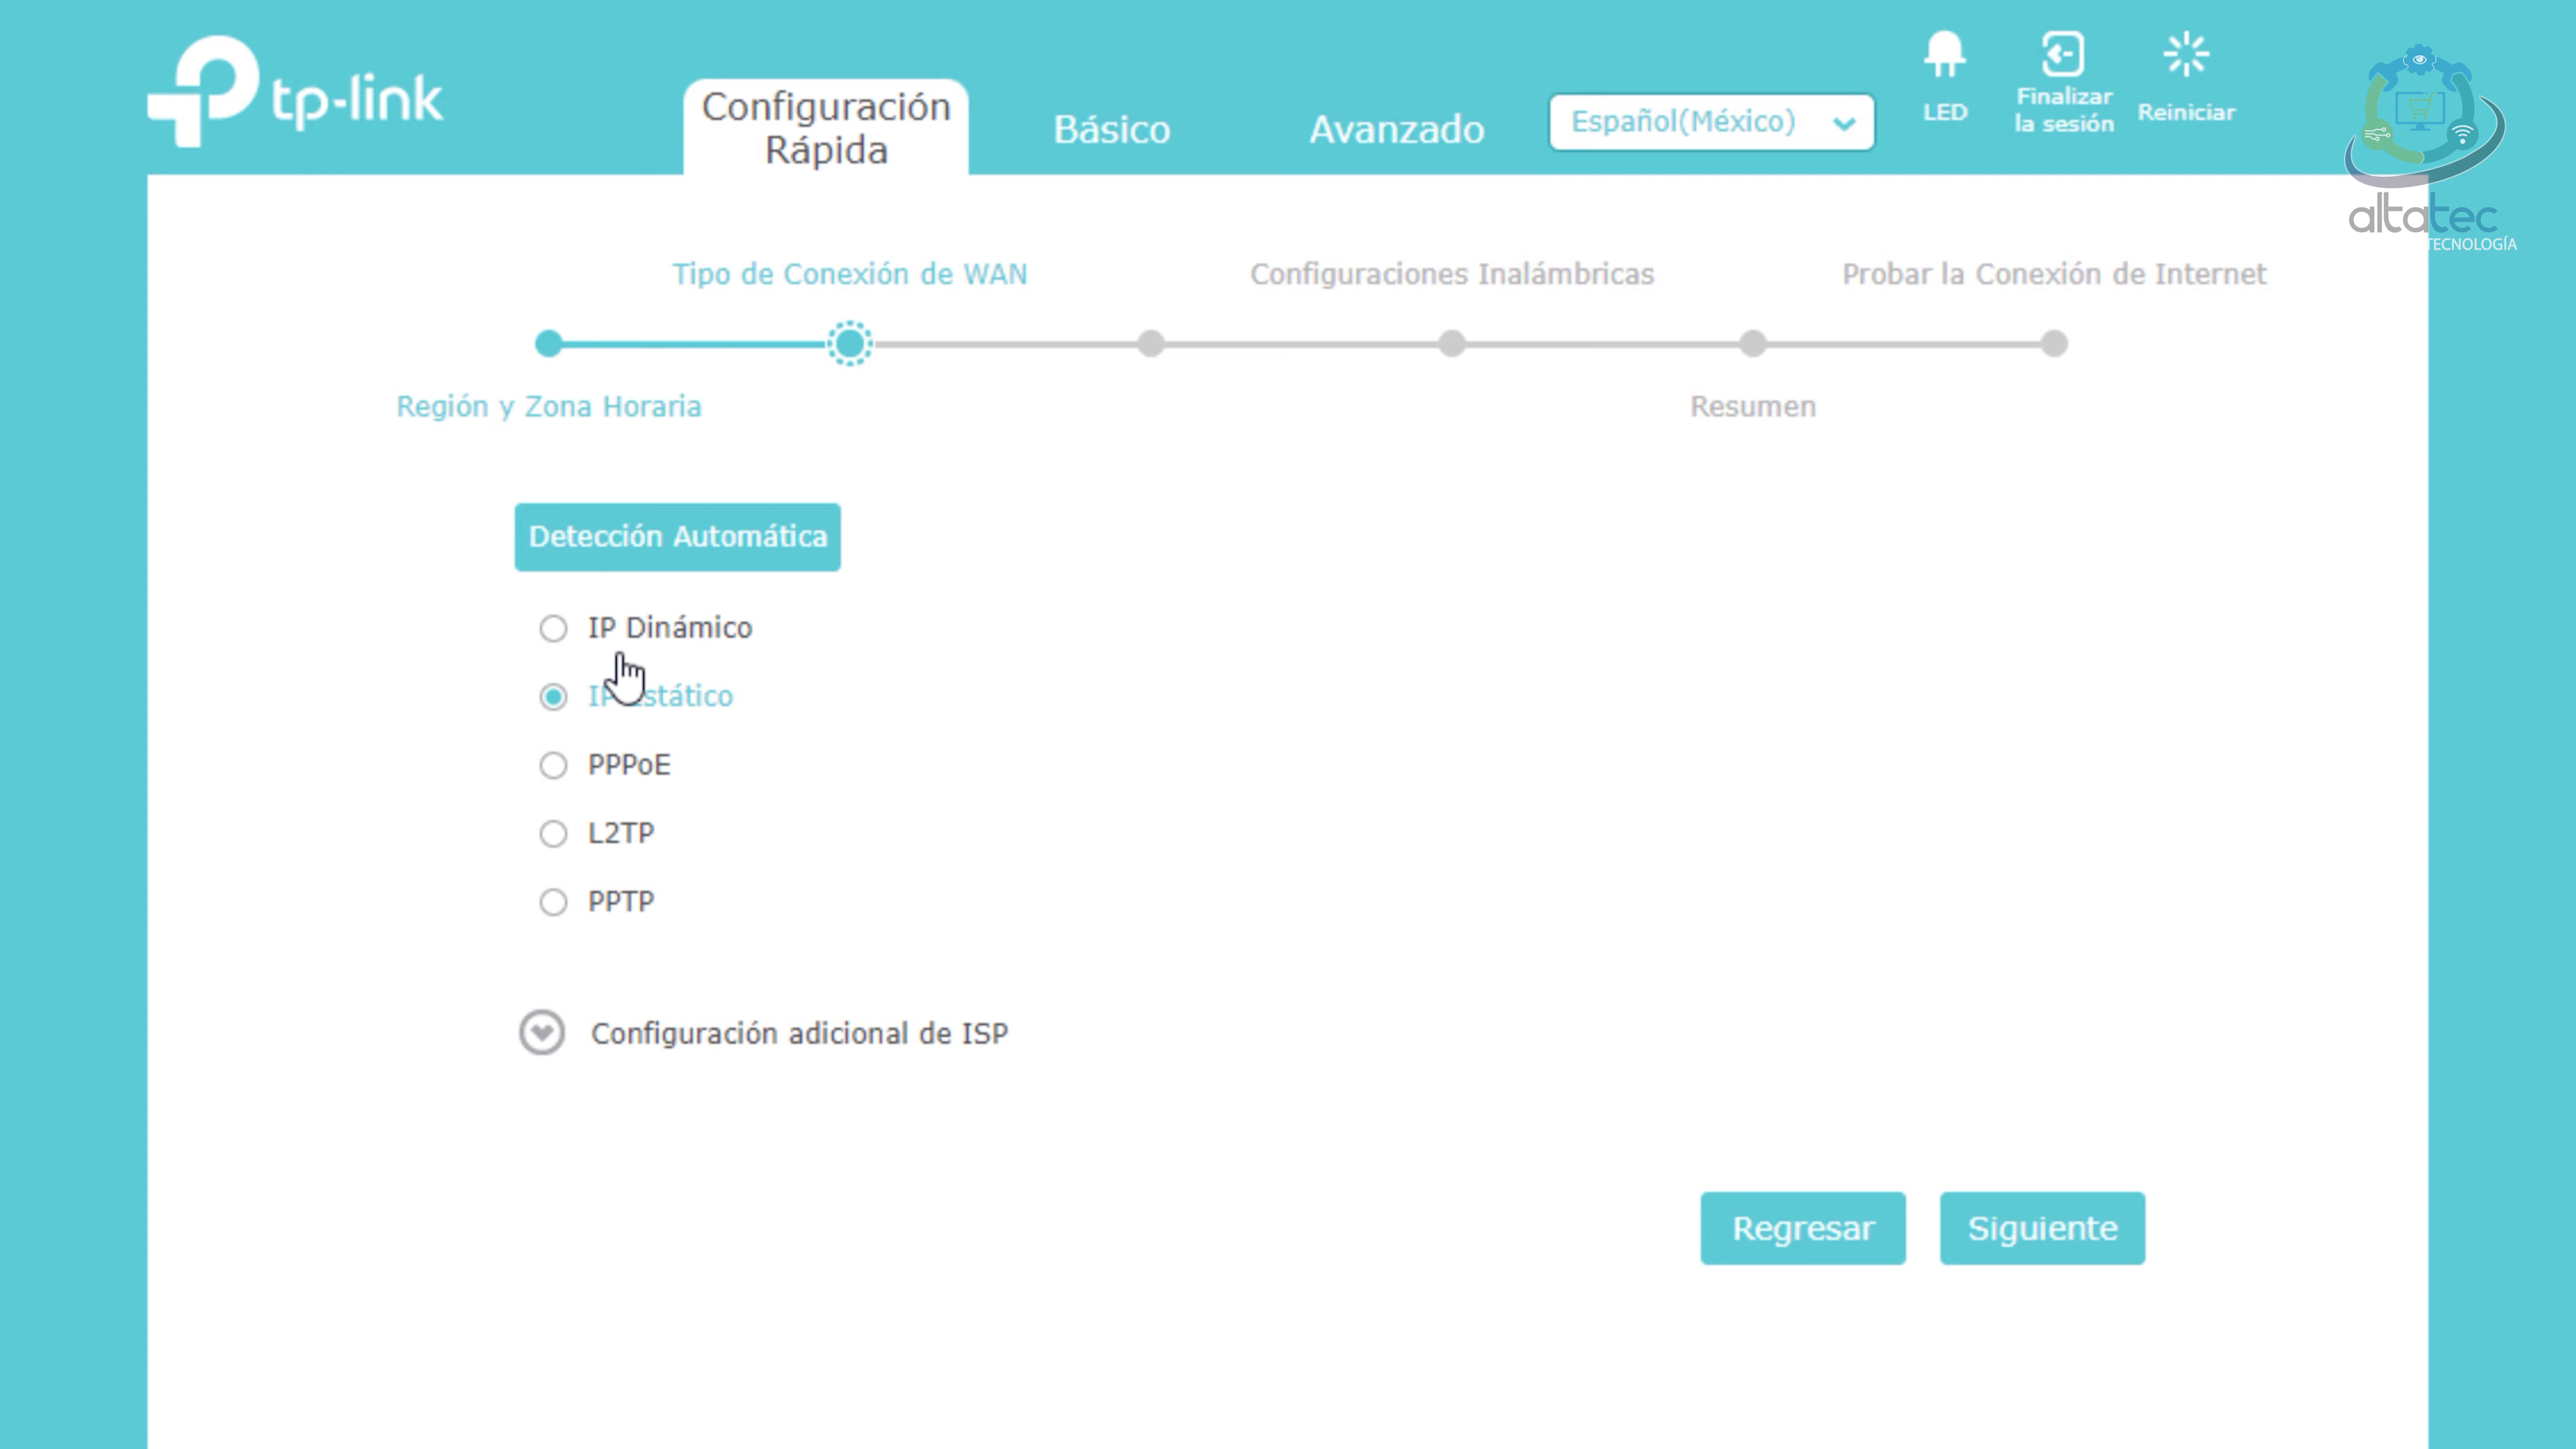 tp-link
Configuración
Rápida
Básico
Avanzado
Español(México)
LED
Finalizar
la sesión
Reiniciar
altatec
TECNOLOGÍA
Tipo de Conexión de WAN
Configuraciones Inalámbricas
Probar la Conexión de Internet
Región y Zona Horaria
Resumen
Detección Automática
IP Dinámico
IP Estático
PPPoE
L2TP
PPTP
Configuración adicional de ISP
Regresar
Siguiente